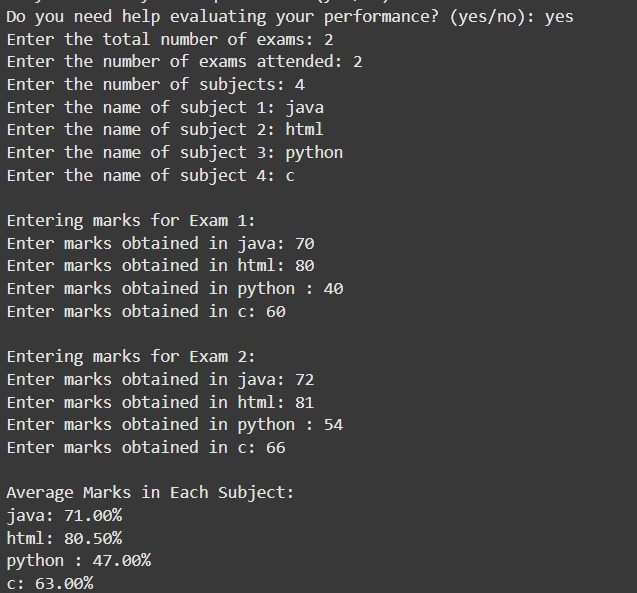 Do you need help evaluating your performance? (yes/no): yes
Enter the total number of exams: 2
Enter the number of exams attended: 2
Enter the number of subjects: 4
Enter the name of subject 1: java
Enter the name of subject 2: html
Enter the name of subject 3: python
Enter the name of subject 4: c
Entering marks for Exam 1:
Enter marks obtained in java: 70
Enter marks obtained in html: 80
Enter marks obtained in python : 40
Enter marks obtained in c: 60
Entering marks for Exam 2:
Enter marks obtained in java: 72
Enter marks obtained in html: 81
Enter marks obtained in python : 54
Enter marks obtained in c: 66
Average Marks in Each Subject:
java: 71.00%
html: 80.50%
python : 47.00%
c: 63.00%